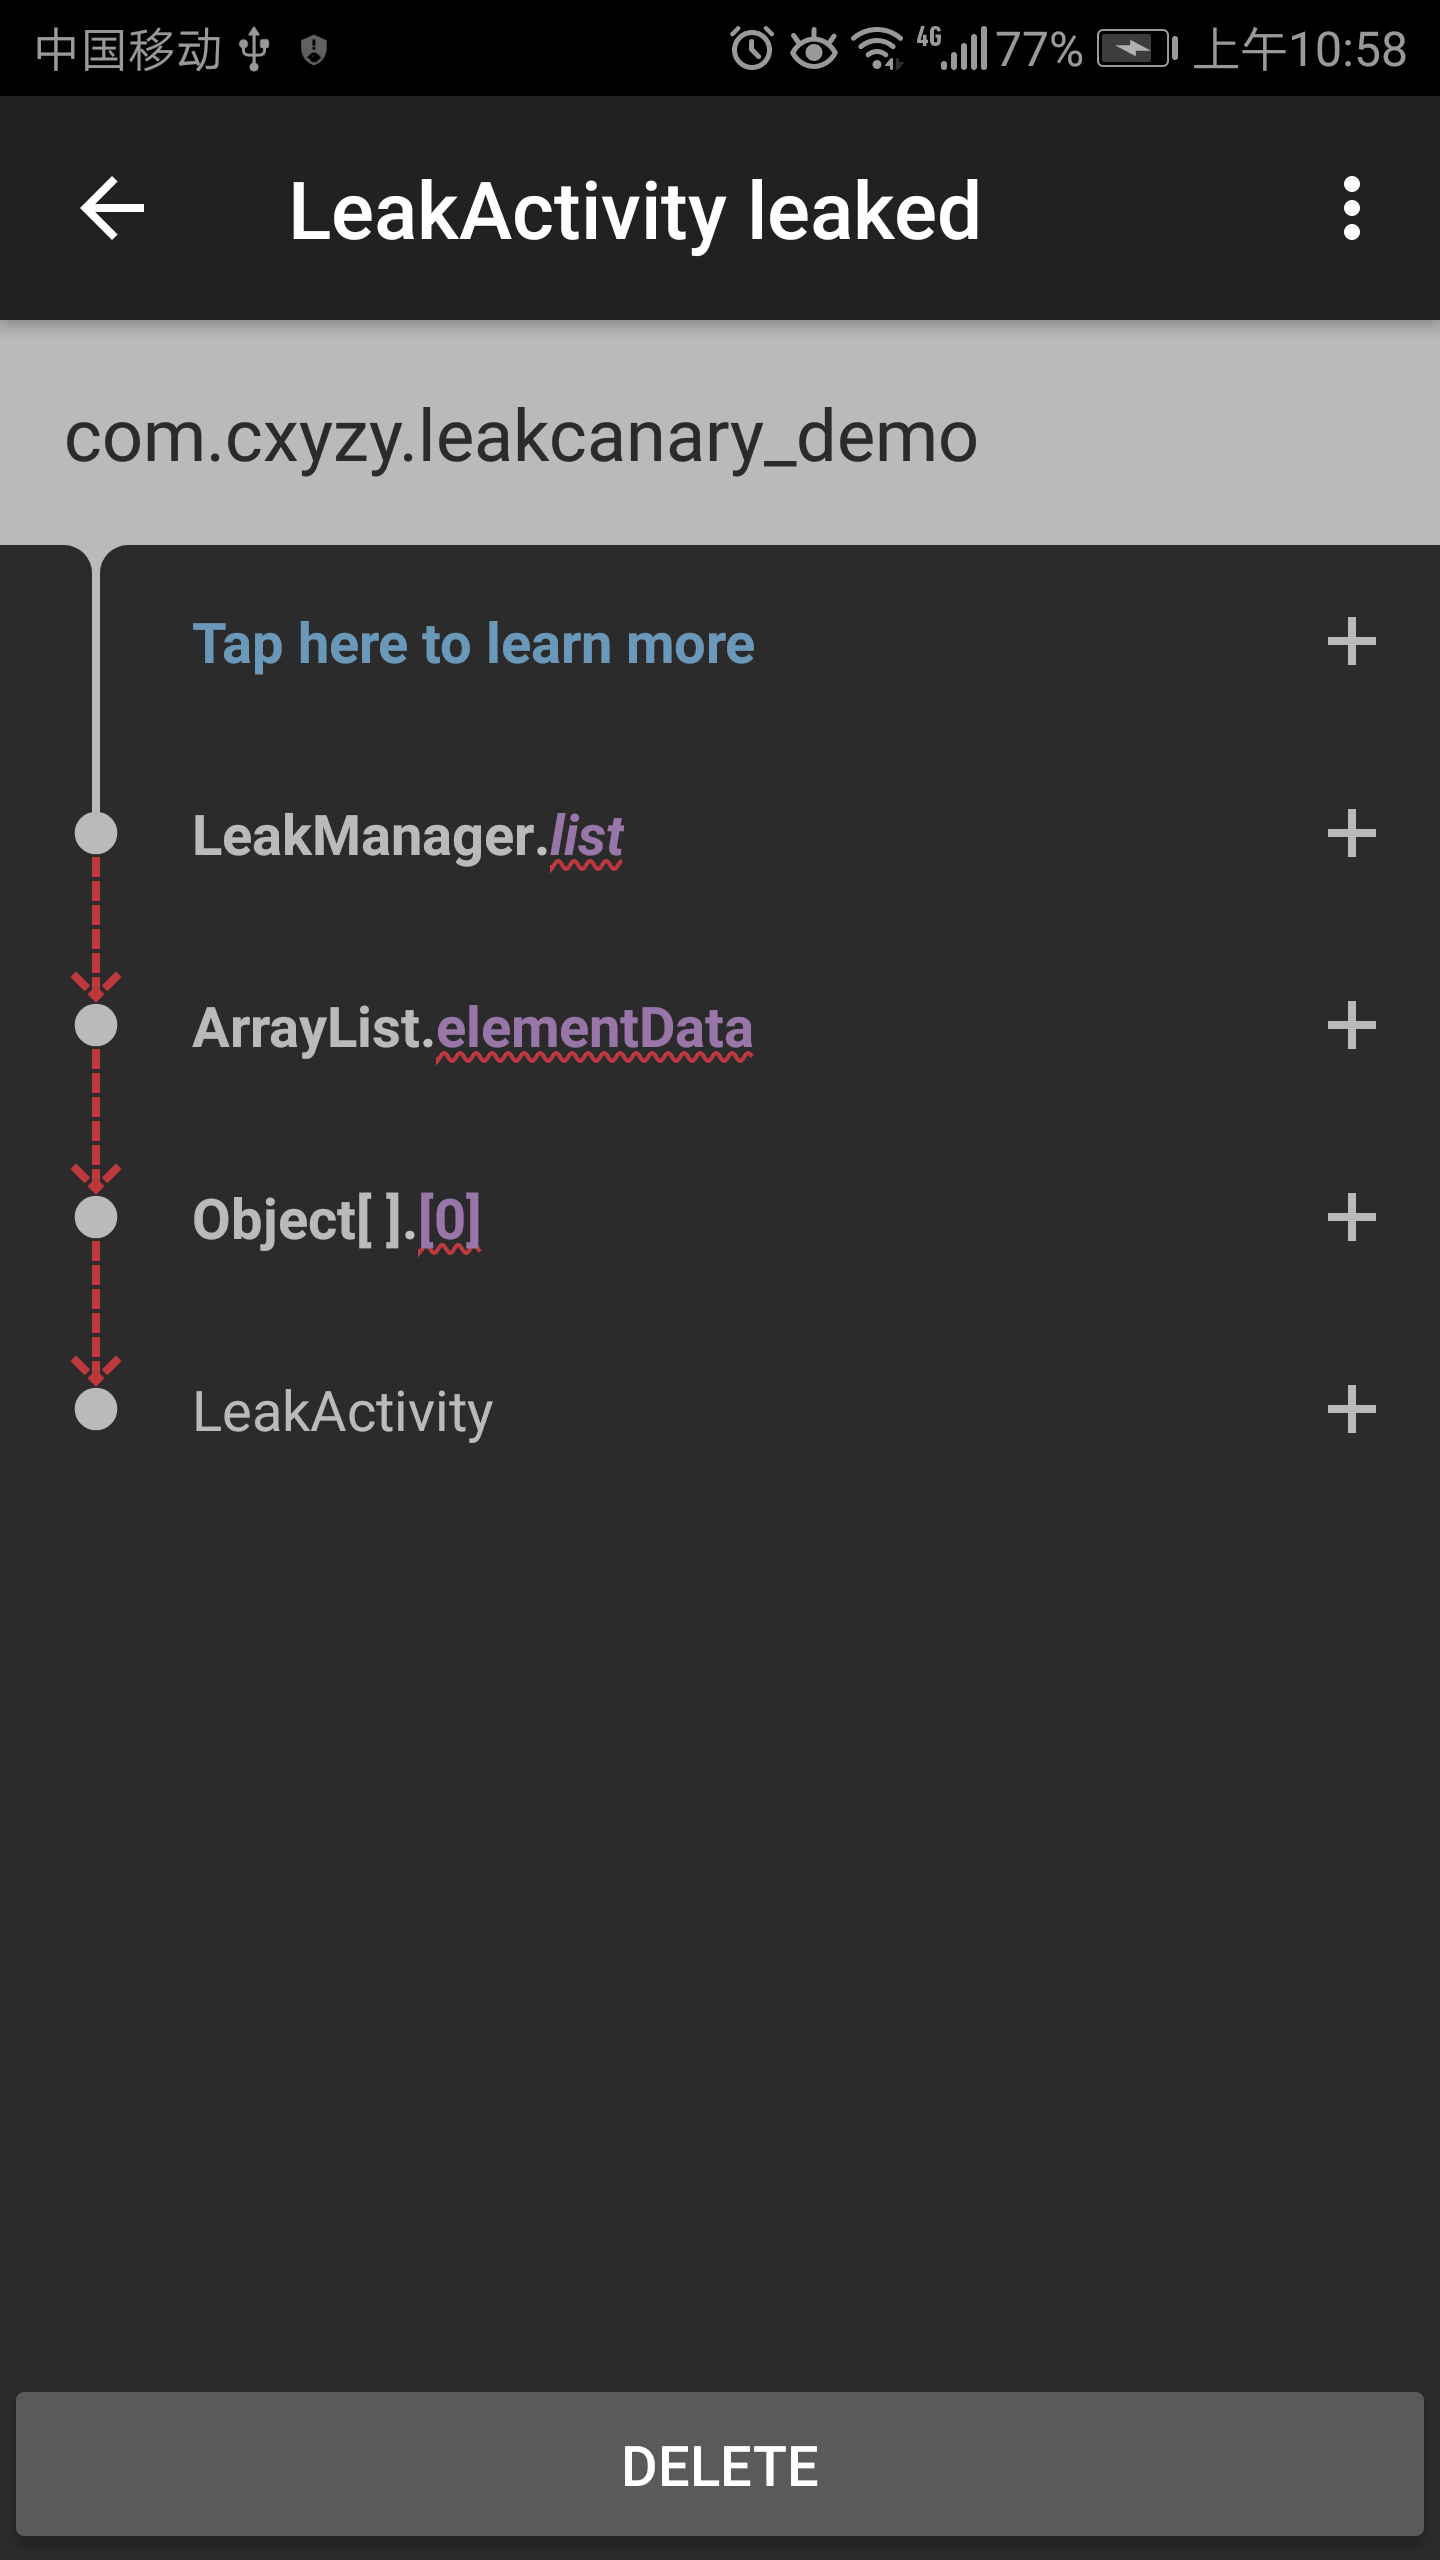 中国移动 4G 77% 上午10:58
LeakActivity leaked
com.cxyzy.leakcanary_demo
Tap here to learn more
LeakManager.list
ArrayList.elementData
Object[ ].[0]
LeakActivity
DELETE